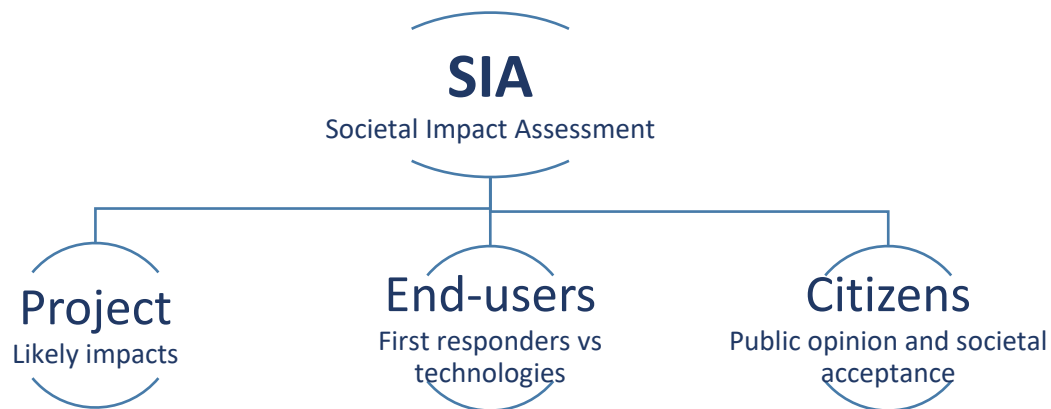 SIA
Societal Impact Assessment
Project
Likely impacts
End-users
First responders vs
technologies
Citizens
Public opinion and societal
acceptance